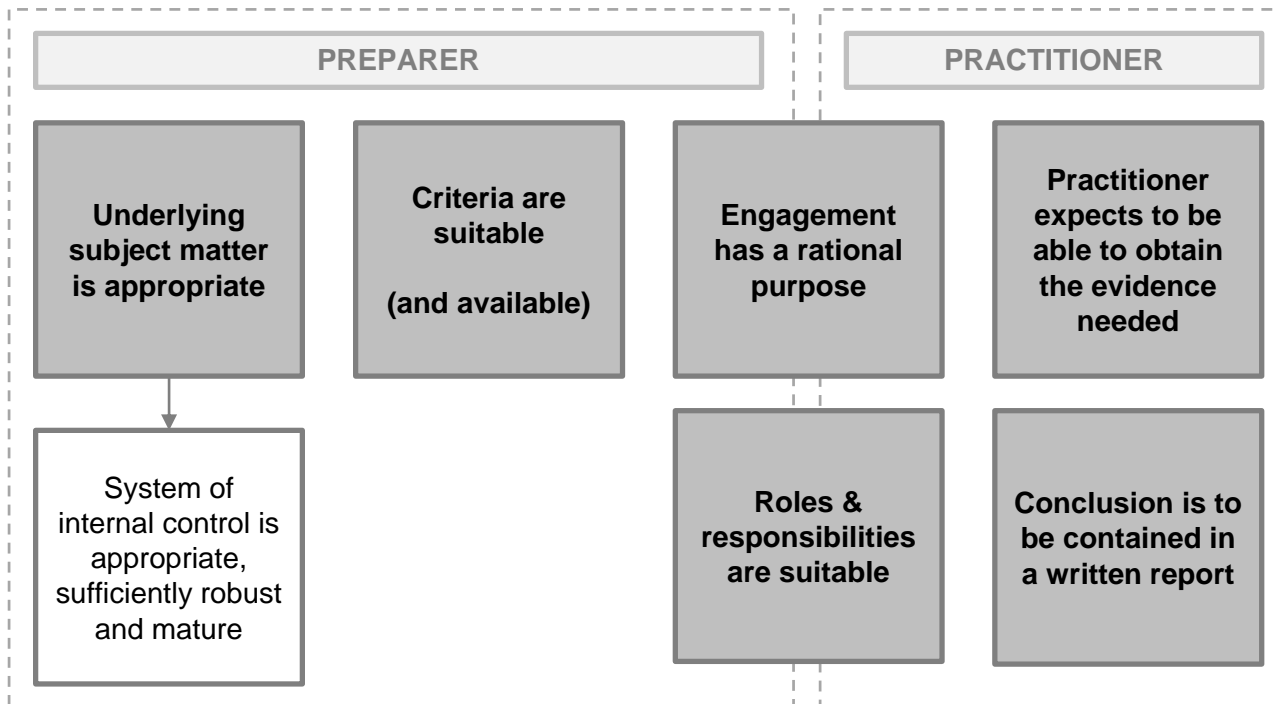 PREPARER
PRACTITIONER
Underlying
subject matter
is appropriate
Criteria are
suitable
(and available)
Engagement
has a rational
purpose
Practitioner
expects to be
able to obtain
the evidence
needed
System of
internal control is
appropriate,
sufficiently robust
and mature
Roles &
responsibilities
are suitable
Conclusion is to
be contained in
a written report